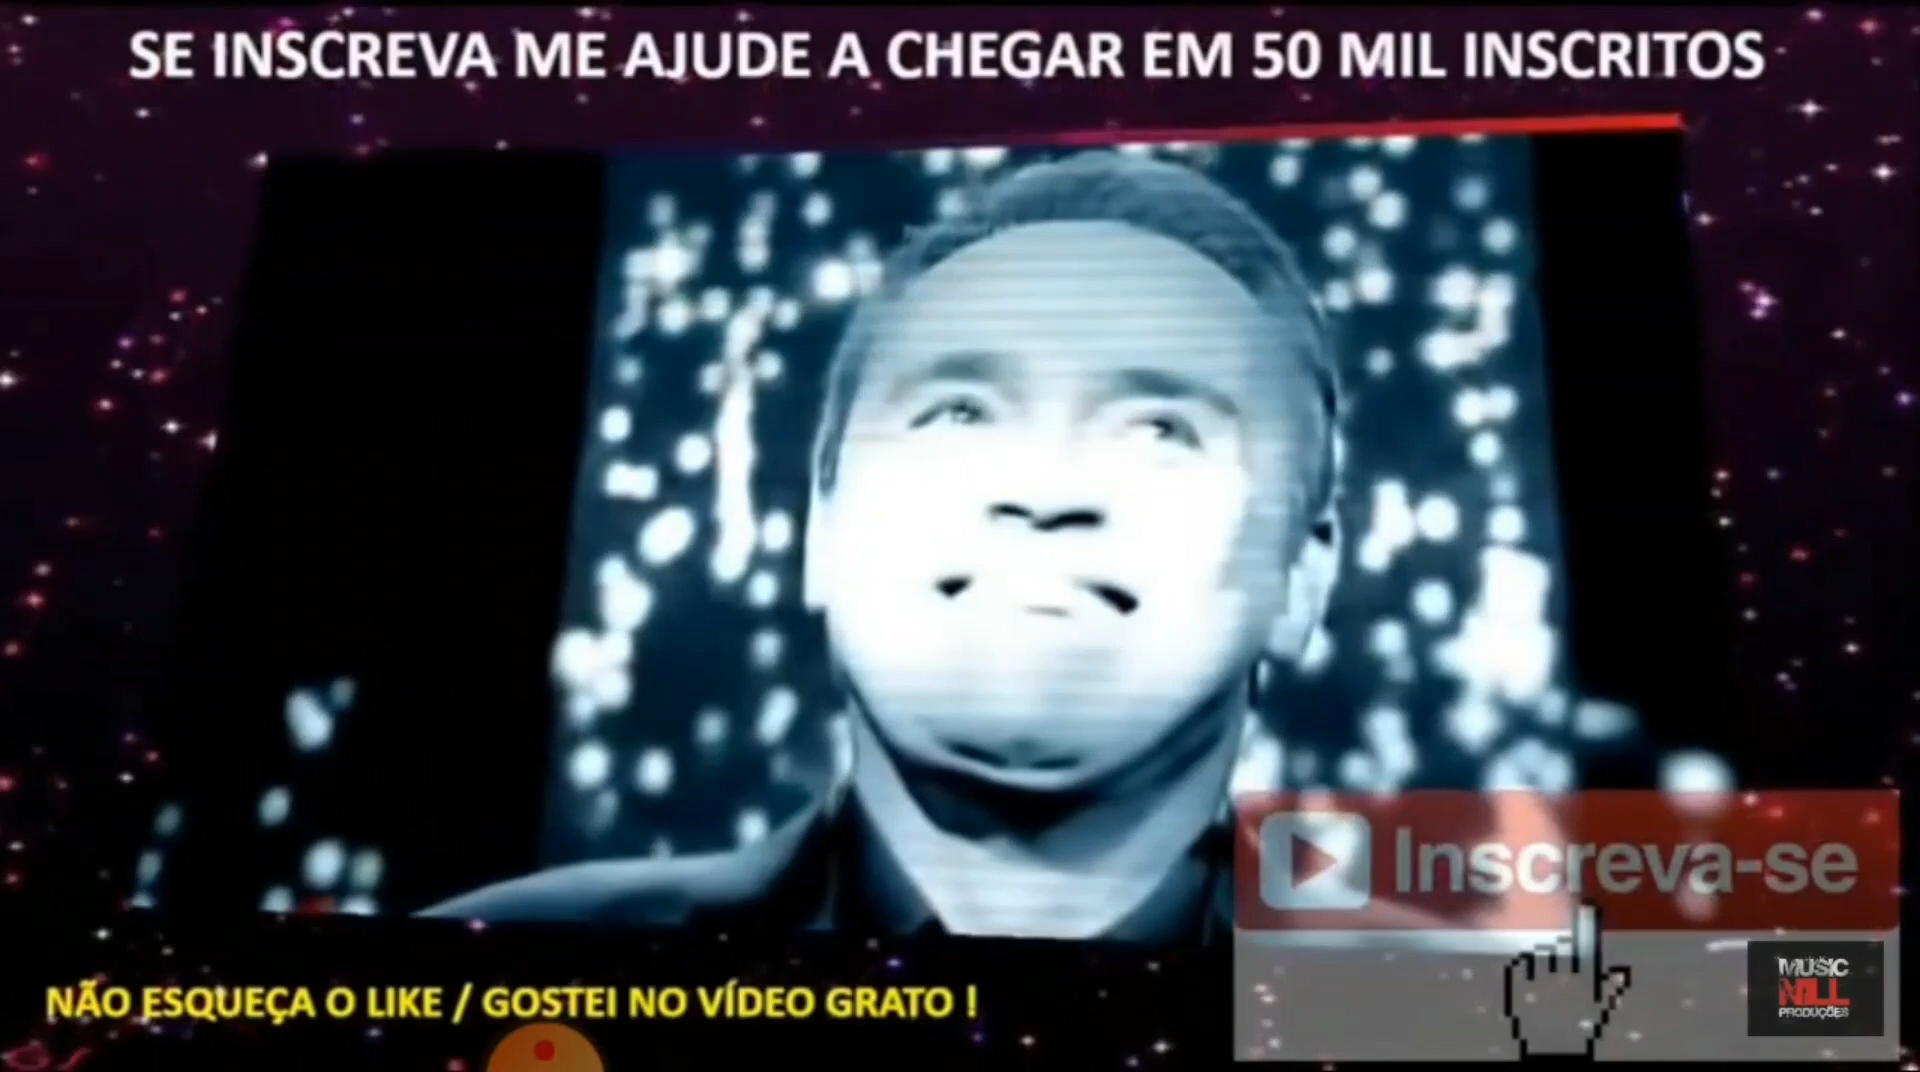 SE INSCREVA ME AJUDE A CHEGAR EM 50 MIL INSCRITOS
Inscreva-se
NÃO ESQUEÇA O LIKE / GOSTEI NO VÍDEO GRATO !
MUSIC
NILL
PRODUÇÕES